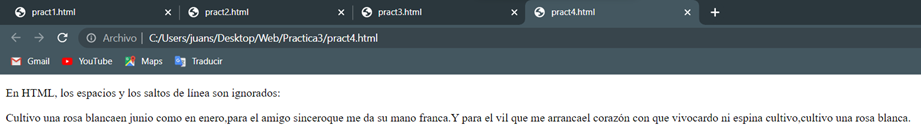 pract1.html
pract2.html
pract3.html
pract4.html
Archivo | C:/Users/juans/Desktop/Web/Practica3/pract4.html
Gmail YouTube Maps Traducir
En HTML, los espacios y los saltos de línea son ignorados:
Cultivo una rosa blancaen junio como en enero,para el amigo sinceroque me da su mano franca.Y para el vil que me arrancael corazón con que vivocardo ni espina cultivo,cultivo una rosa blanca.